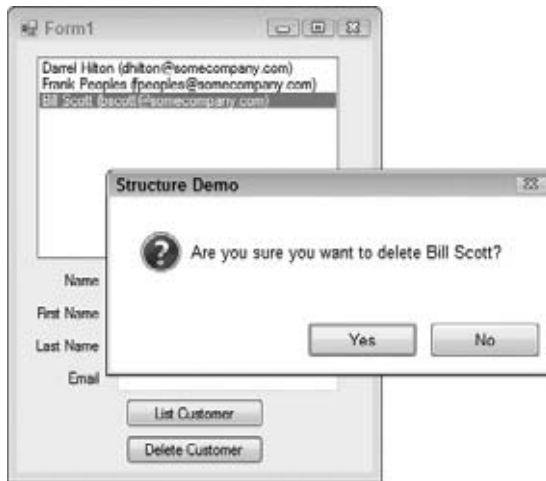 Form1
Darrel Hilton (dhilton@somecompany.com)
Frank Peoples (fpeoples@somecompany.com)
Bill Scott (bscott@somecompany.com)
Structure Demo
Are you sure you want to delete Bill Scott?
Yes
No
Name
First Name
Last Name
Email
List Customer
Delete Customer